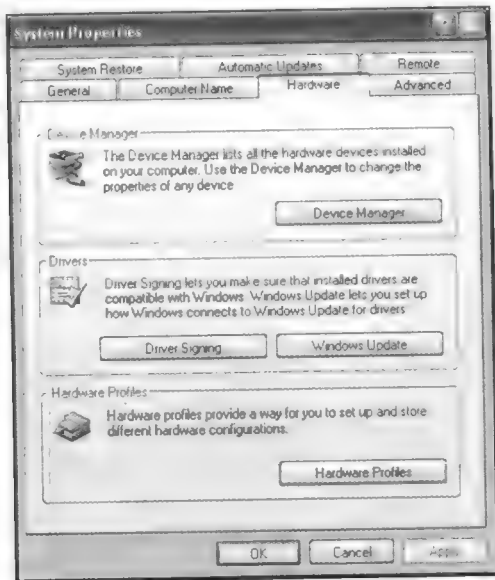 System Properties
System Restore Automatic Updates Remote
General Computer Name Hardware Advanced
Device Manager
The Device Manager lists all the hardware devices installed
on your computer. Use the Device Manager to change the
properties of any device
Device Manager
Drivers
Driver Signing lets you make sure that installed drivers are
compatible with Windows. Windows Update lets you set up
how Windows connects to Windows Update for drivers
Driver Signing Windows Update
Hardware Profiles
Hardware profiles provide a way for you to set up and store
different hardware configurations.
Hardware Profiles
OK Cancel Apply